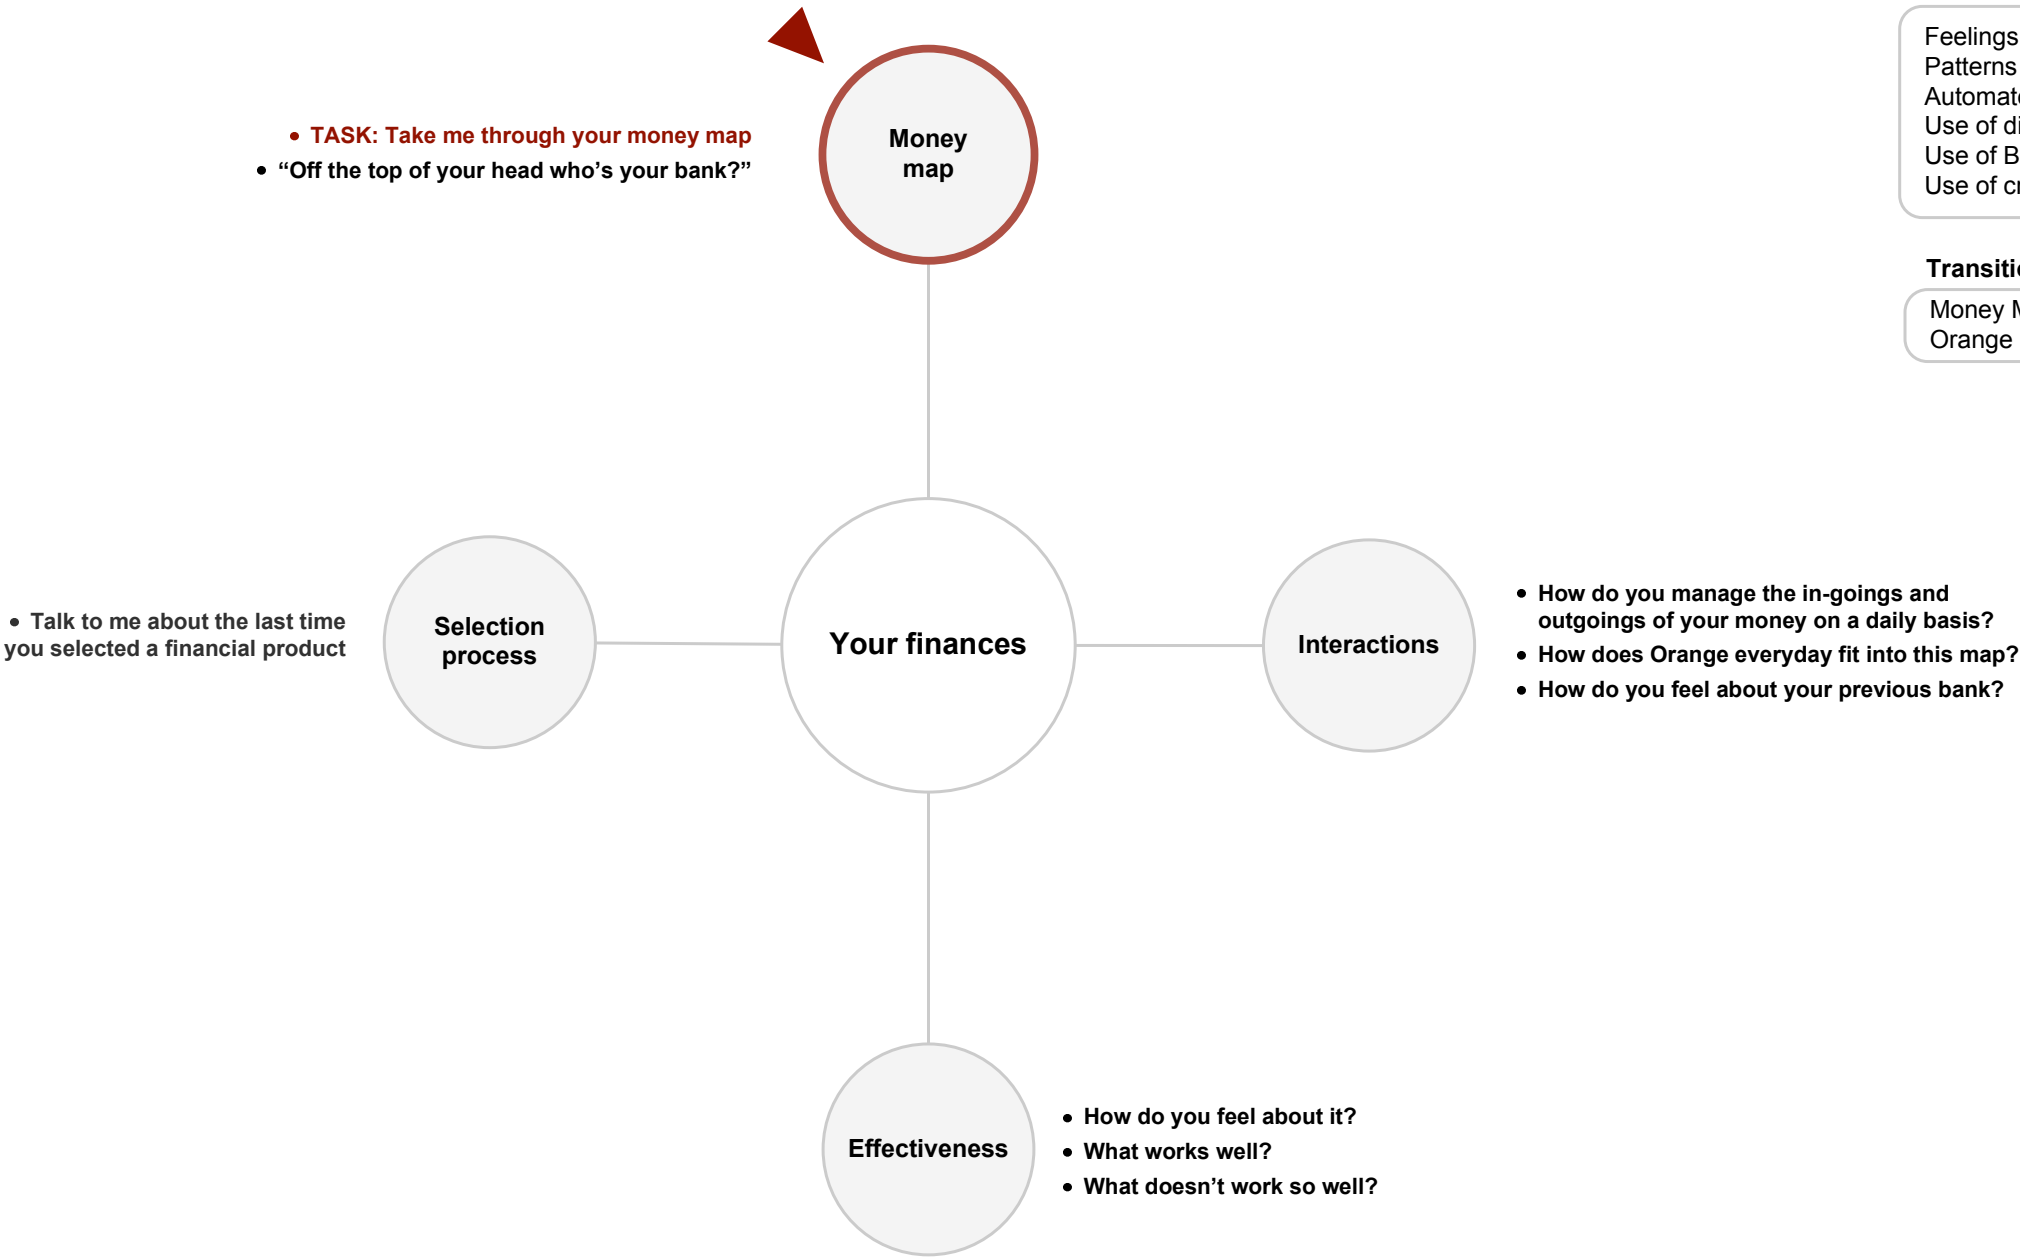 • TASK: Take me through your money map
• “Off the top of your head who’s your bank?”
Money
map
Feelings
Patterns
Use of
Use of
Use of
Money
Orange
• Talk to me about the last time
you selected a financial product
Selection
process
Your finances
Interactions
• How do you manage the in-goings and
outgoings of your money on a daily basis?
• How does Orange everyday fit into this map?
• How do you feel about your previous bank?
Effectiveness
• How do you feel about it?
• What works well?
• What doesn’t work so well?